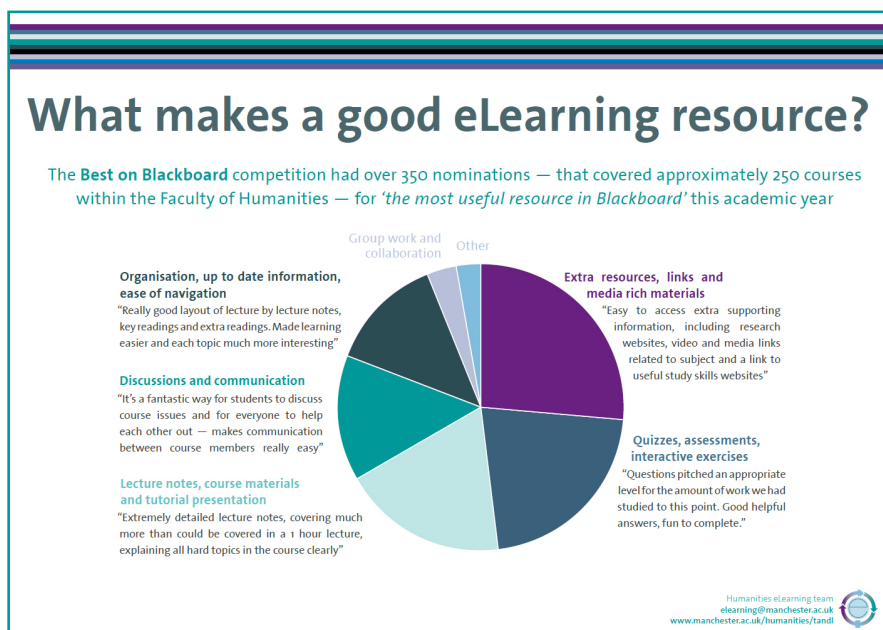 What makes a good eLearning resource?
The Best on Blackboard competition had over 350 nominations — that covered approximately 250 courses
within the Faculty of Humanities — for ‘the most useful resource in Blackboard’ this academic year
Group work and
collaboration
Other
Organisation, up to date information,
ease of navigation
“Really good layout of lecture by lecture notes,
key readings and extra readings. Made learning
easier and each topic much more interesting”
Discussions and communication
“It’s a fantastic way for students to discuss
course issues and for everyone to help
each other out — makes communication
between course members really easy”
Lecture notes, course materials
and tutorial presentation
“Extremely detailed lecture notes, covering much
more than could be covered in a 1 hour lecture,
explaining all hard topics in the course clearly”
Extra resources, links and
media rich materials
“Easy to access extra supporting
information, including research
websites, video and media links
related to subject and a link to
useful study skills websites”
Quizzes, assessments,
interactive exercises
“Questions pitched an appropriate
level for the amount of work we had
studied to this point. Good helpful
answers, fun to complete.”
Humanities eLearning team
elearning@manchester.ac.uk
www.manchester.ac.uk/humanities/tandl